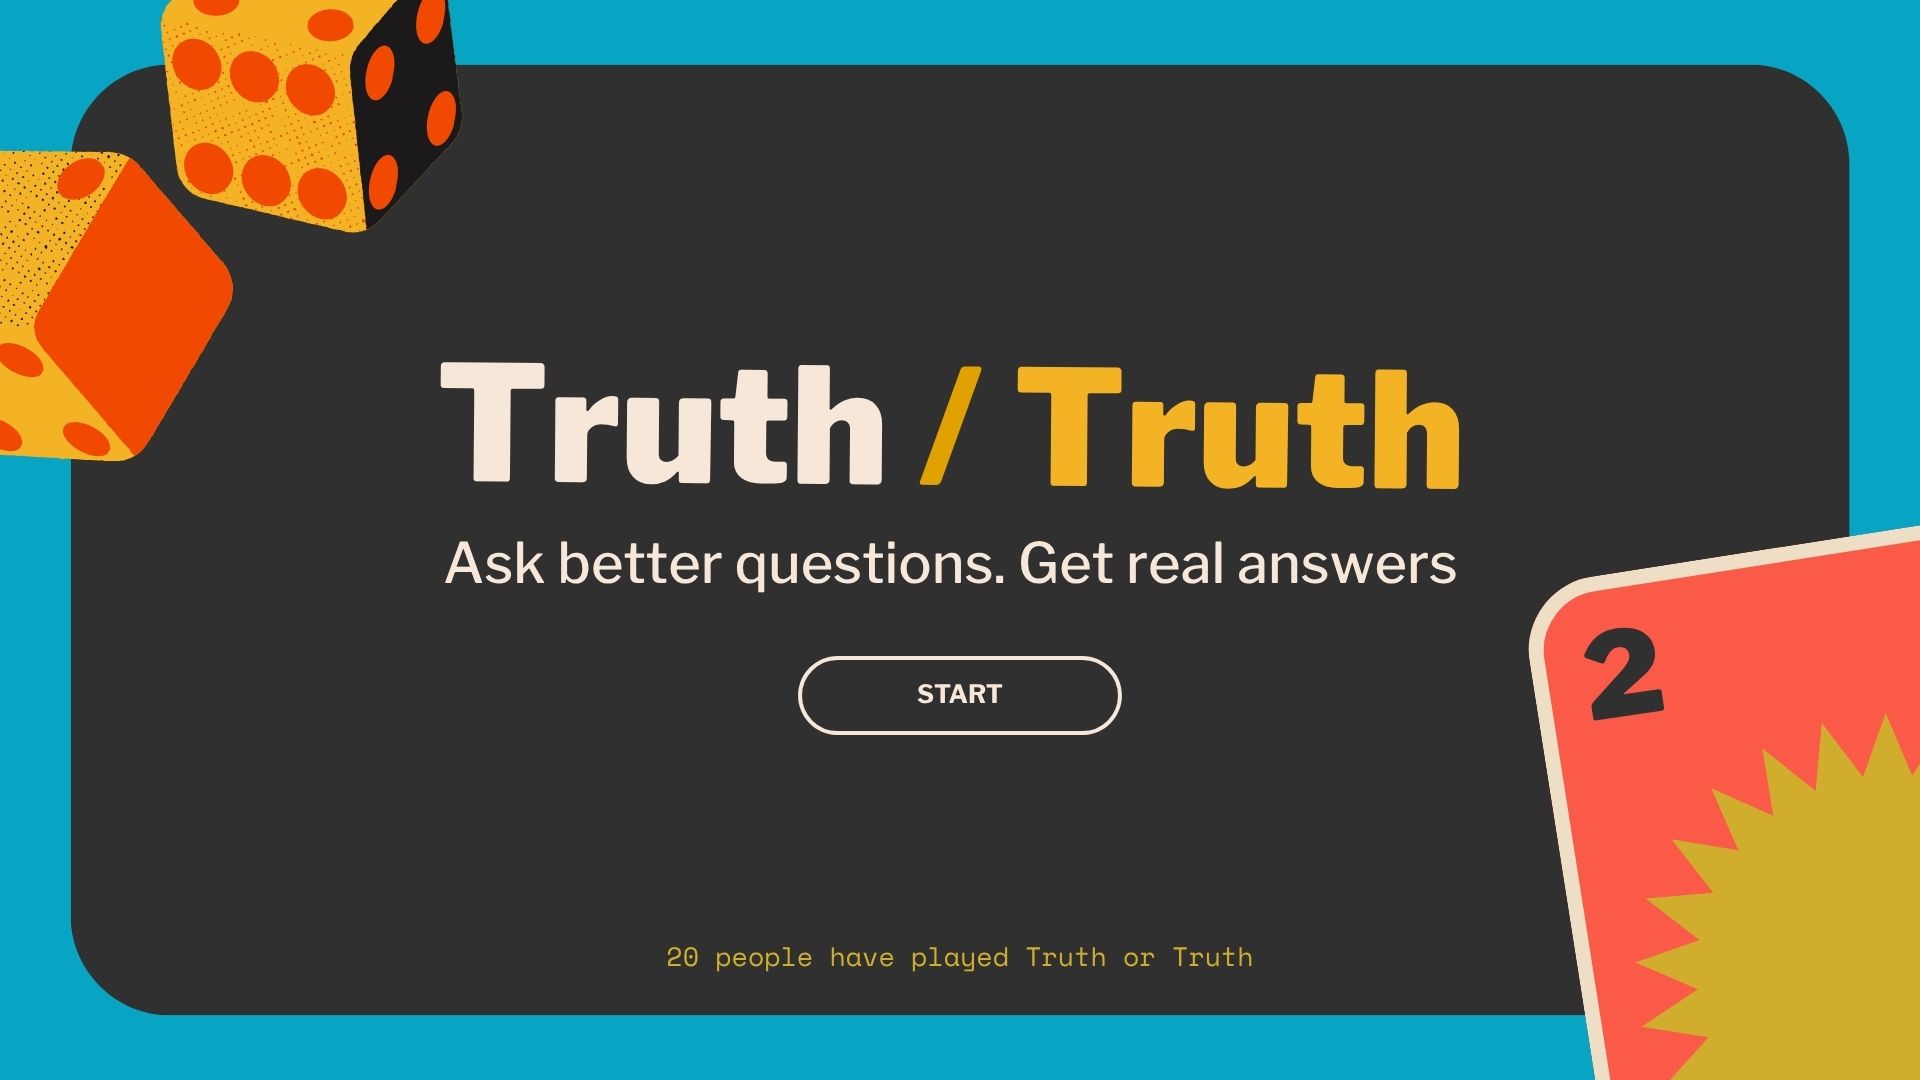 Truth / Truth
Ask better questions. Get real answers
START
2
20 people have played Truth or Truth